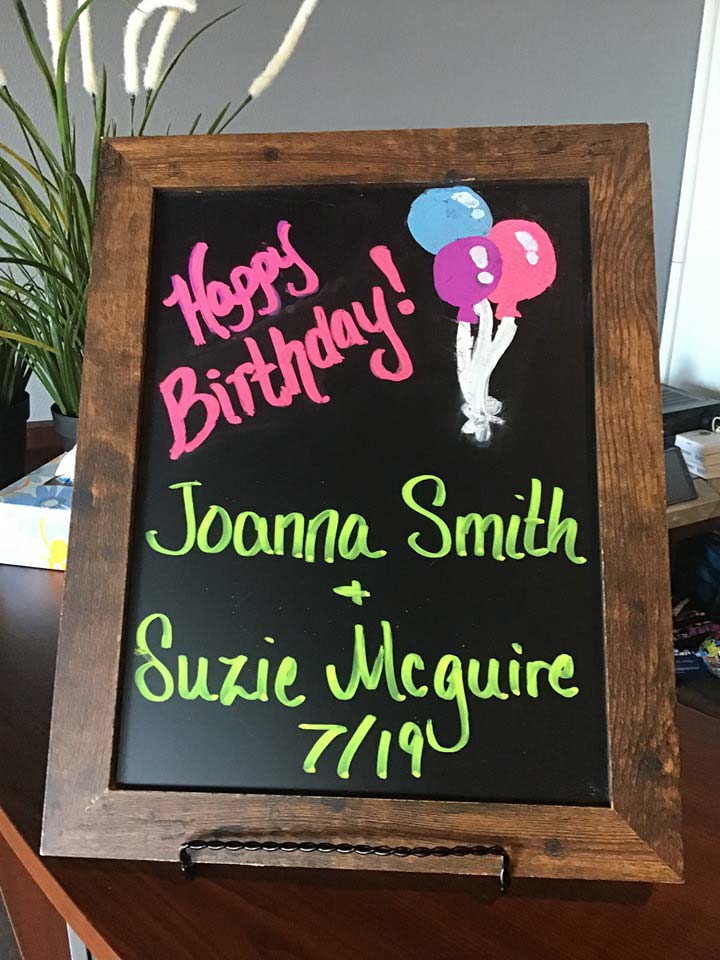 Happy
Birthday!
Joanna Smith
+
Suzie Mcguire
7/19